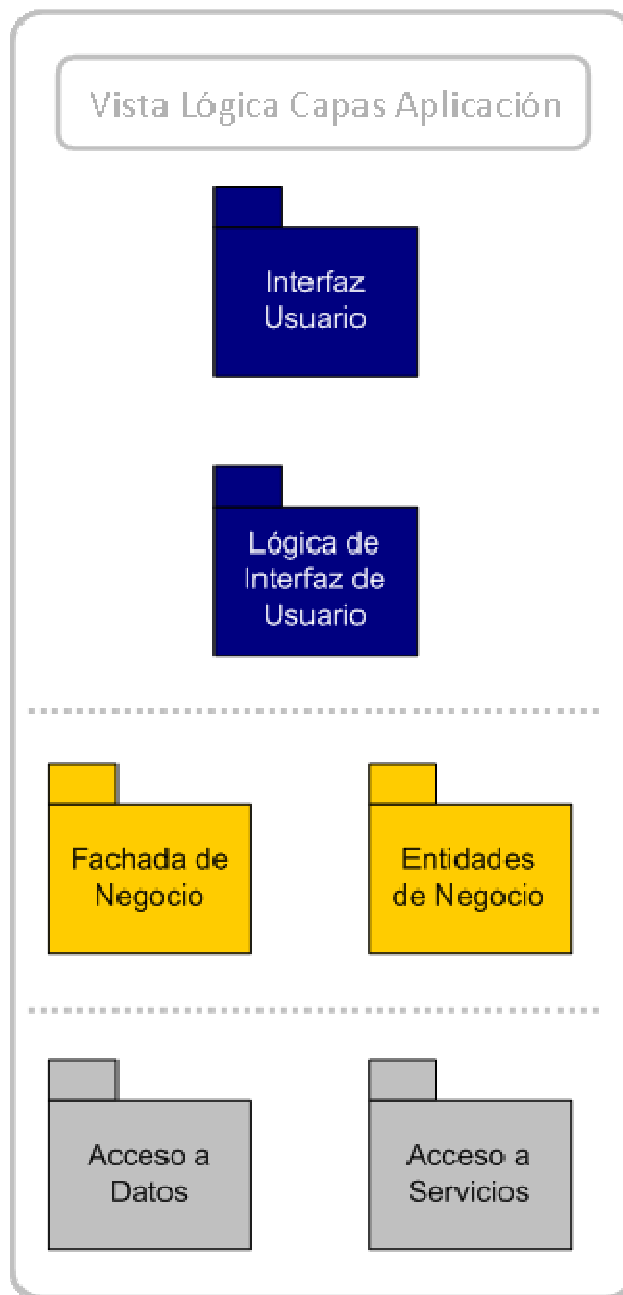 Vista Lógica Capas Aplicación
Interfaz
Usuario
Lógica de
Interfaz de
Usuario
Fachada de
Negocio
Entidades
de Negocio
Acceso a
Datos
Acceso a
Servicios